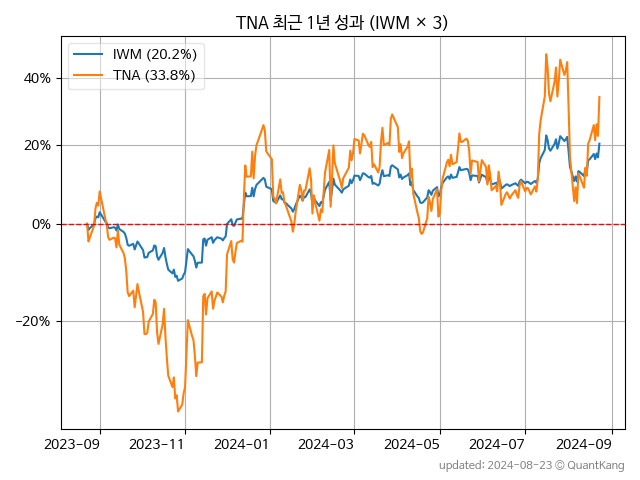 TNA 최근 1년 성과 (IWM × 3)
IWM (20.2%)
TNA (33.8%)
40%
20%
0%
−20%
2023−09
2023−11
2024−01
2024−03
2024−05
2024−07
2024−09
updated: 2024−08−23 © QuantKang